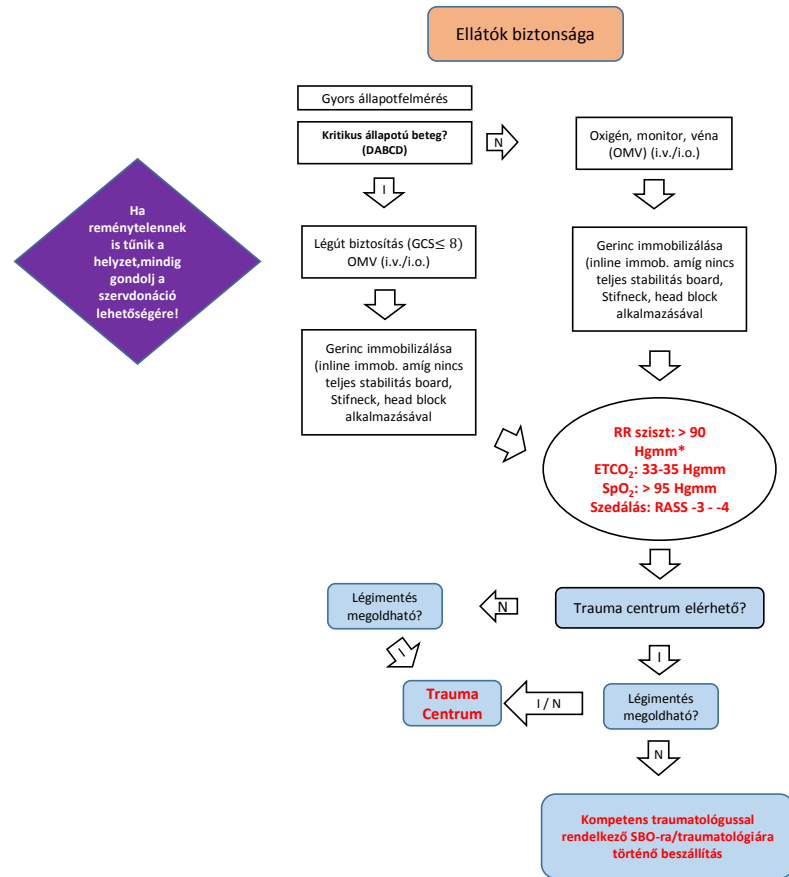 Ellátók biztonsága
Gyors állapotfelmérés
Kritikus állapotú beteg?
(DABCD)
N
Oxigén, monitor, véna
(OMV) (i.v./i.o.)
I
Ha
reménytelennek
is tűnik a
helyzet,mindig
gondolj a
szervdonáció
lehetőségére!
Légút biztosítás (GCS≤ 8)
OMV (i.v./i.o.)
Gerinc immobilizálása
(inline immob. amíg nincs
teljes stabilitás board,
Stifneck, head block
alkalmazásával
Gerinc immobilizálása
(inline immob. amíg nincs
teljes stabilitás board,
Stifneck, head block
alkalmazásával
RR sziszt: > 90
Hgmm*
ETCO₂: 33-35 Hgmm
SpO₂: > 95 Hgmm
Szedálás: RASS -3 - -4
Trauma centrum elérhető?
N
Légimentés
megoldható?
I
I
Trauma
Centrum
I / N
Légimentés
megoldható?
N
Kompetens traumatológussal
rendelkező SBO-ra/traumatológiára
történő beszállítás